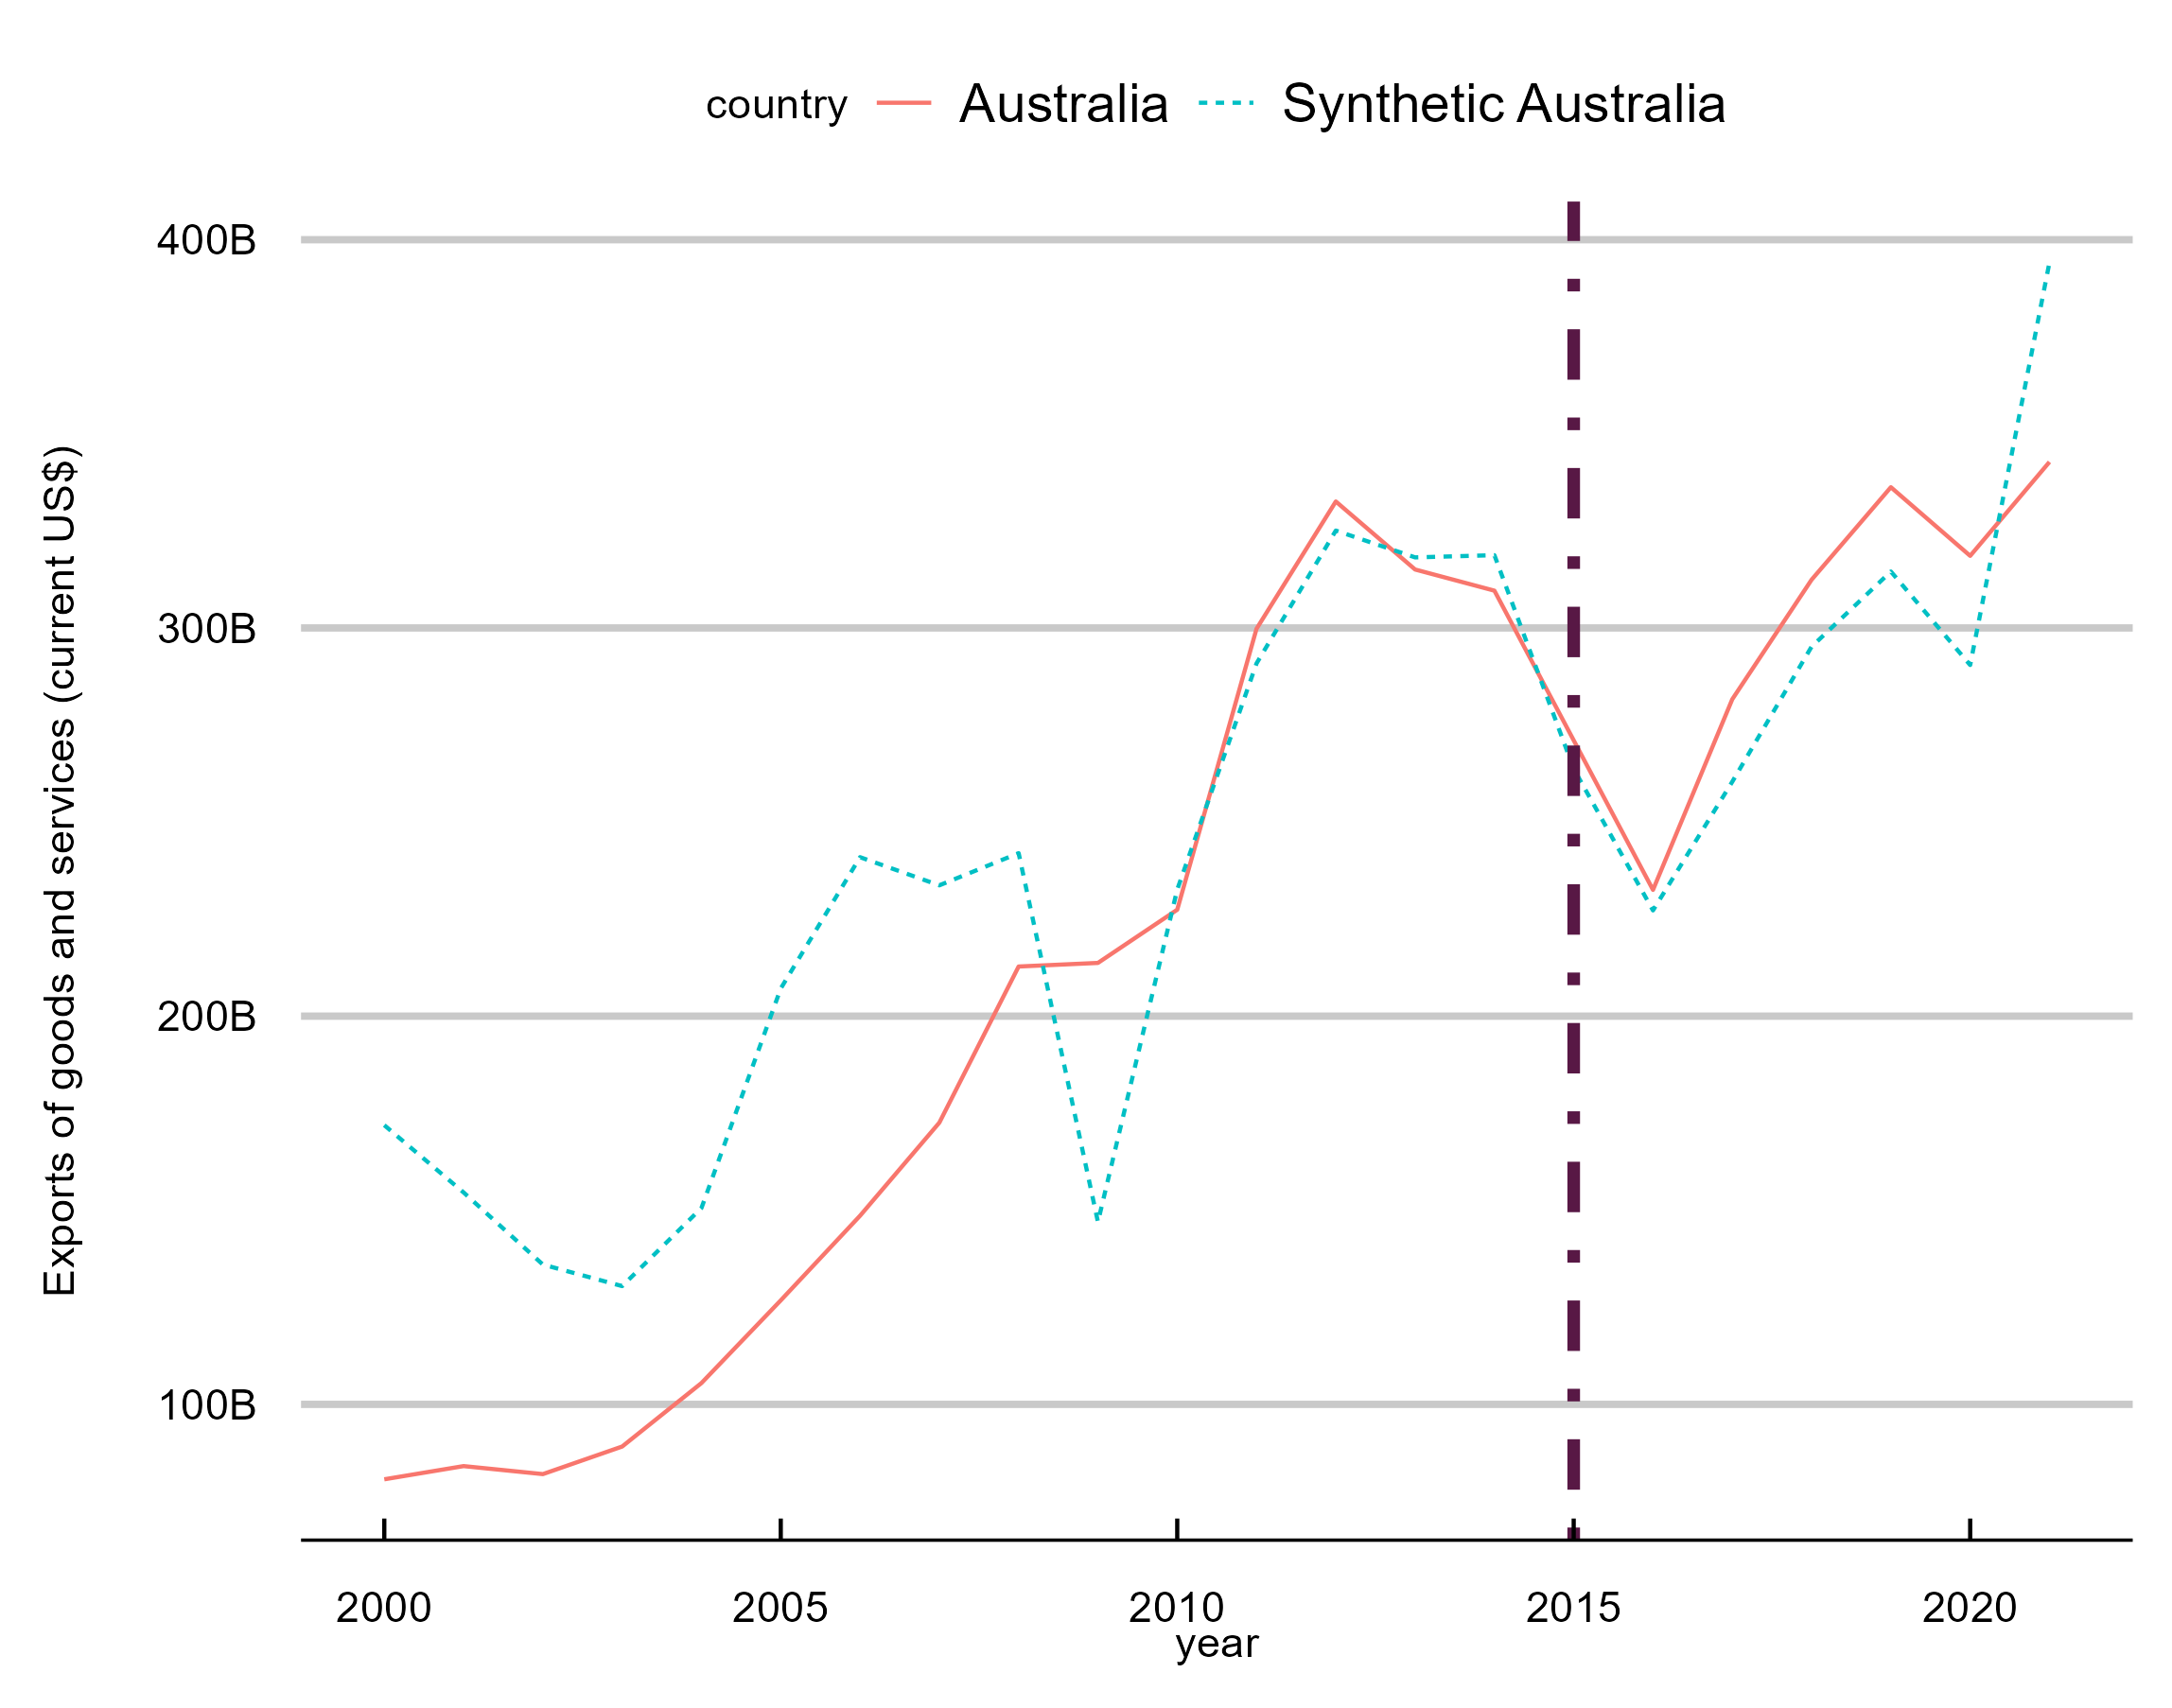 country Australia Synthetic Australia
Exports of goods and services (current US$)
400B
300B
200B
100B
2000 2005 2010 2015 2020
year